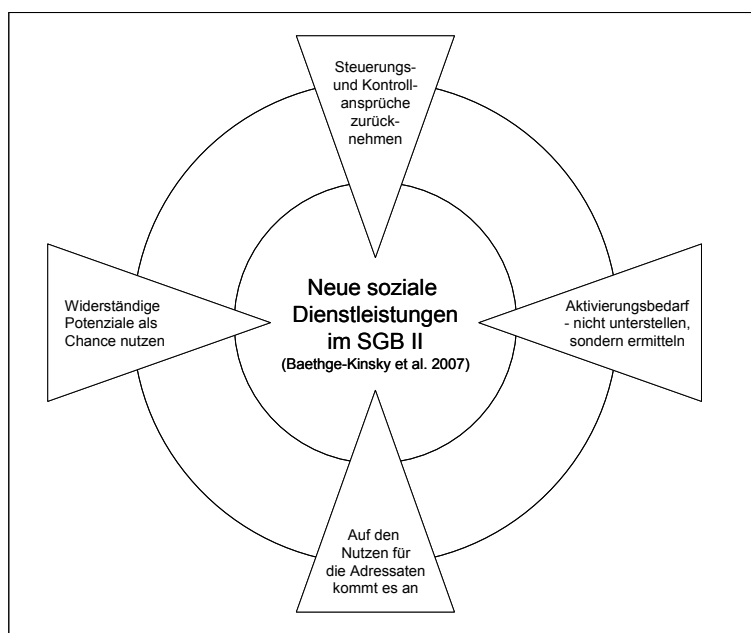 Steuerungs-
und Kontroll-
ansprüche
zurück-
nehmen
Widerständige
Potenziale als
Chance nutzen
Neue soziale
Dienstleistungen
im SGB II
(Baethge-Kinsky et al. 2007)
Aktivierungsbedarf
- nicht unterstellen,
sondern ermitteln
Auf den
Nutzen für
die Adressaten
kommt es an